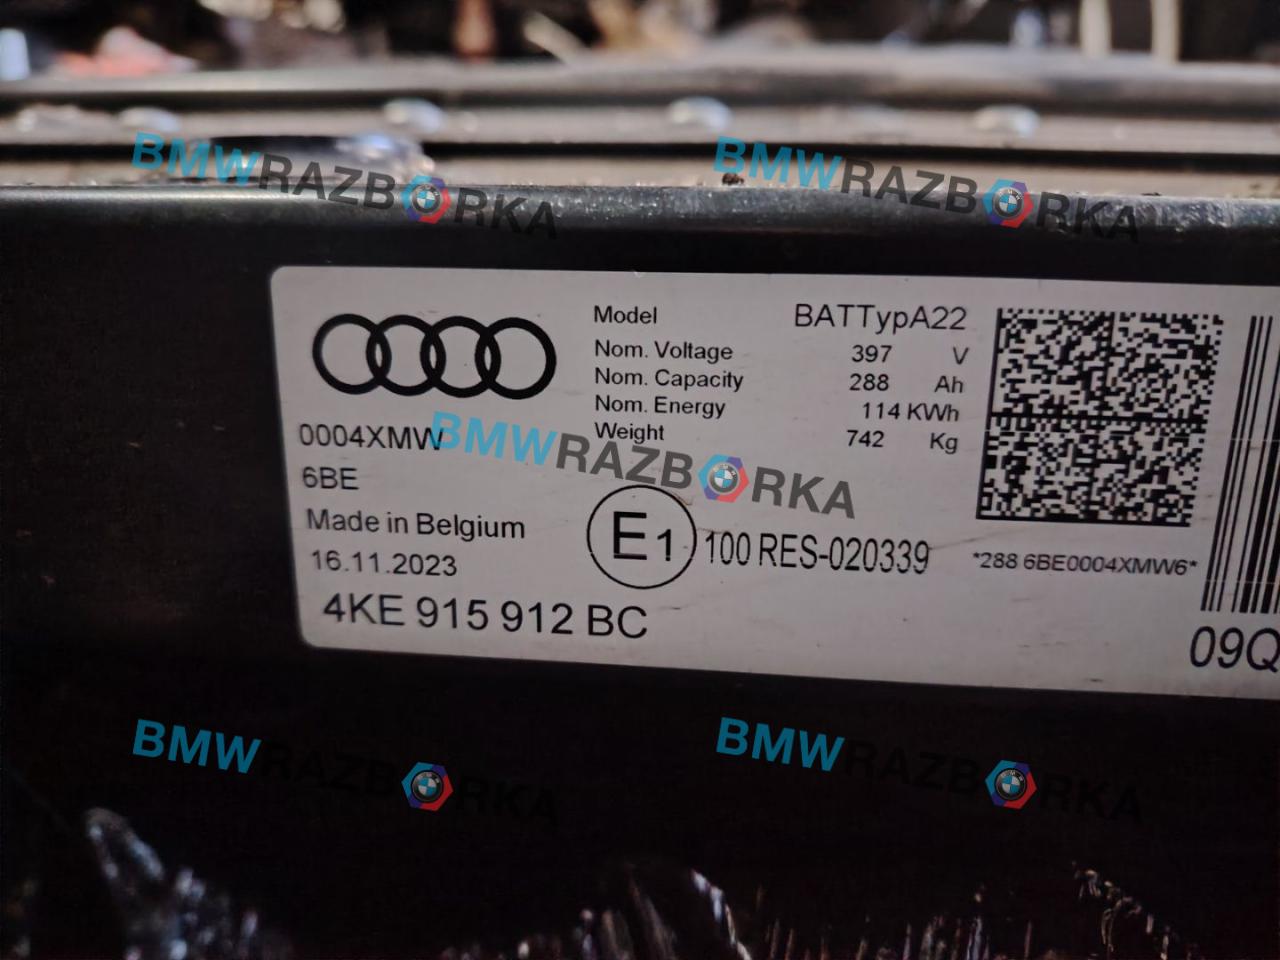 BMWRAZBORKA
BMWRAZBORKA
Model BATTypA22
Nom. Voltage 397 V
Nom. Capacity 288 Ah
Nom. Energy 114 KWh
Weight 742 Kg
0004XMW
6BE
BMWRAZBORKA
Made in Belgium
16.11.2023
E1 100 RES-020339
*288 6BE0004XMW6*
4KE 915 912 BC
09Q
BMWRAZBORKA
BMWRAZBORKA